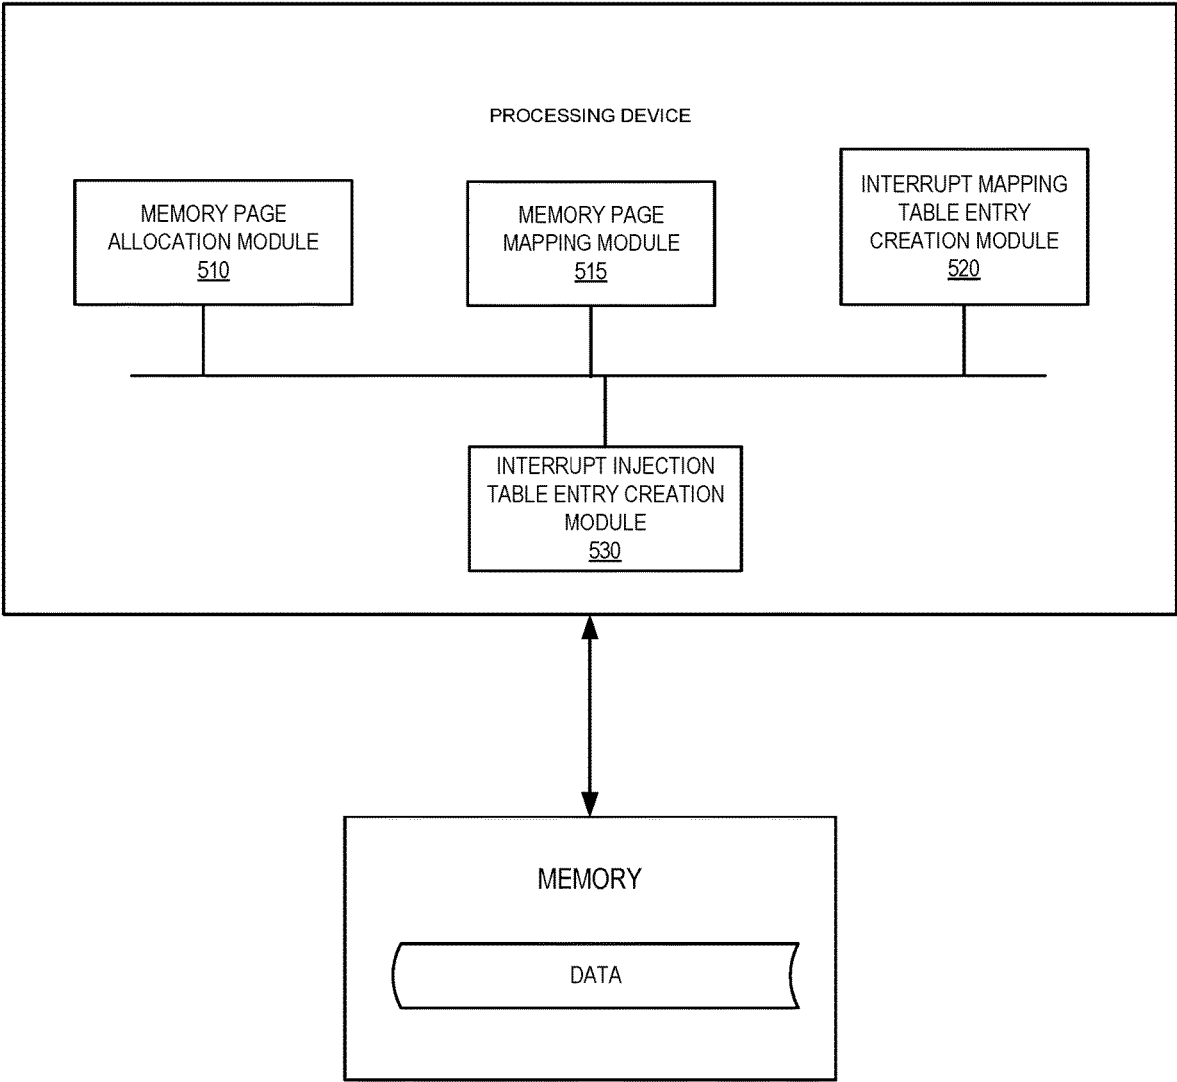 PROCESSING DEVICE
MEMORY PAGE
ALLOCATION MODULE
510
MEMORY PAGE
MAPPING MODULE
515
INTERRUPT MAPPING
TABLE ENTRY
CREATION MODULE
520
INTERRUPT INJECTION
TABLE ENTRY CREATION
MODULE
530
MEMORY
DATA